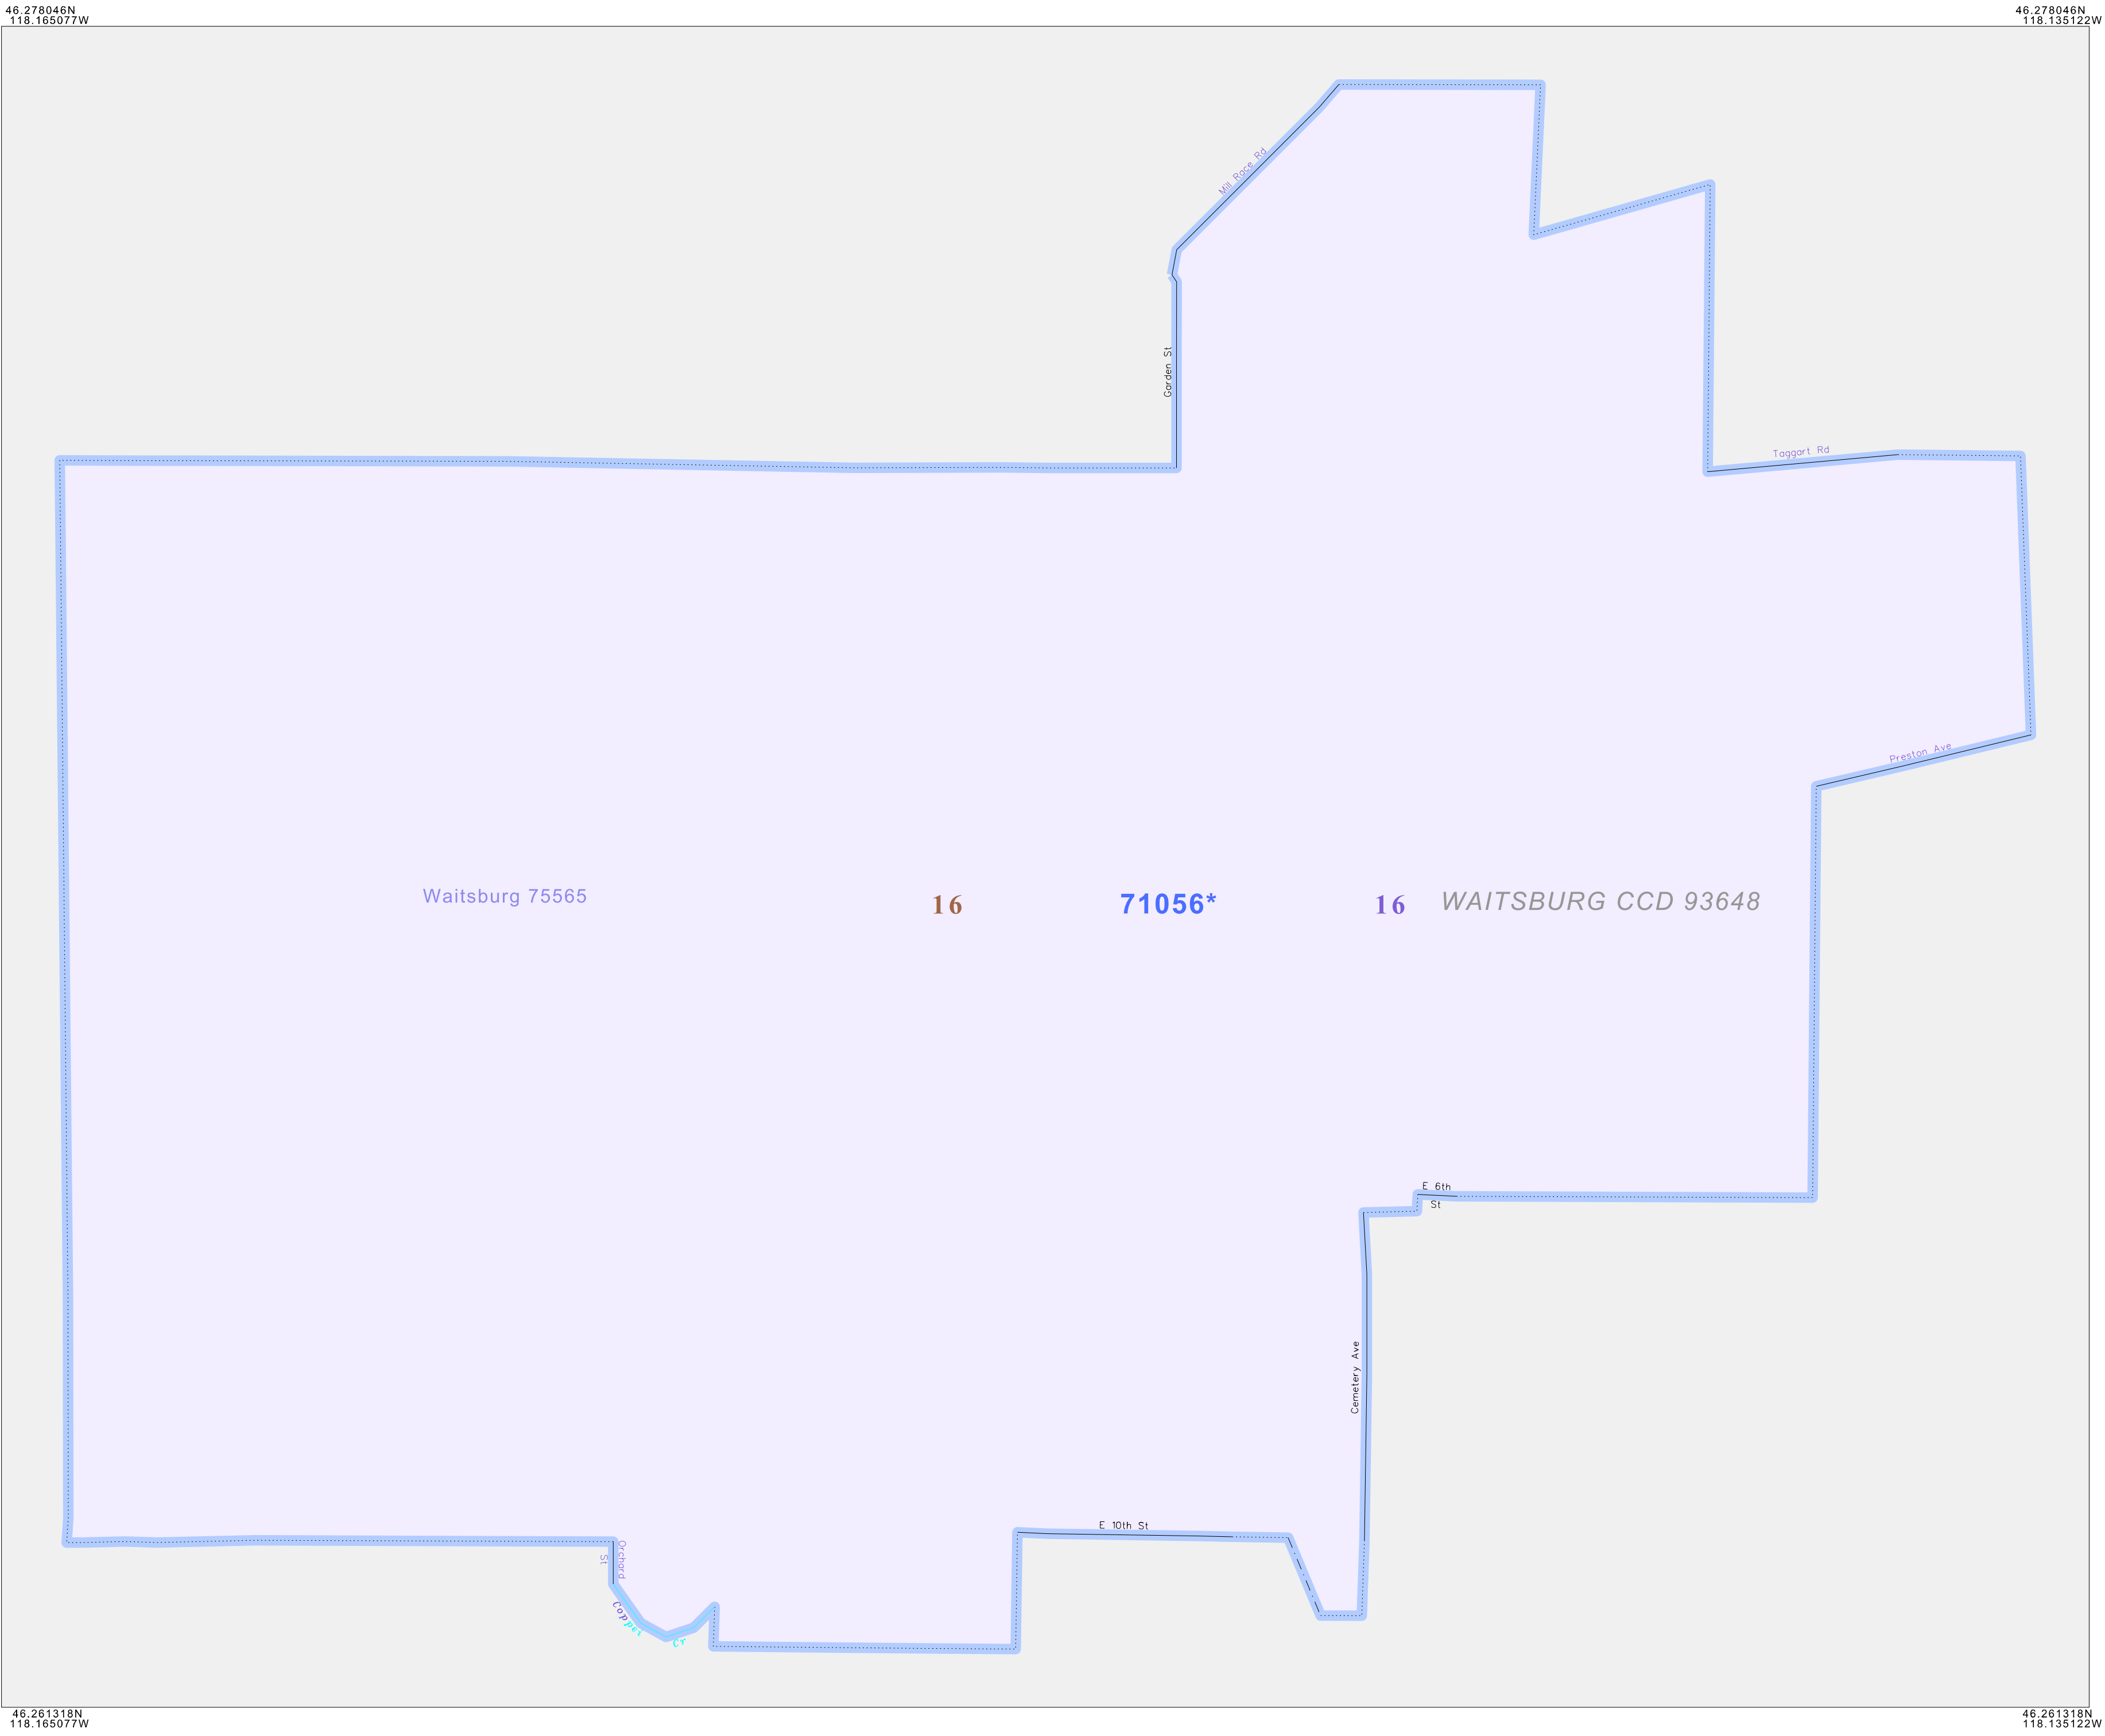 46.278046N
118.165077W
46.278046N
118.135122W
Mill Race Rd
Garden St
Taggart Rd
Preston Ave
Waitsburg 75565
16
71056*
16
WAITSBURG CCD 93648
E 6th
St
Cemetery Ave
E 10th St
Orchard
St
Copper Cr
46.261318N
118.165077W
46.261318N
118.135122W